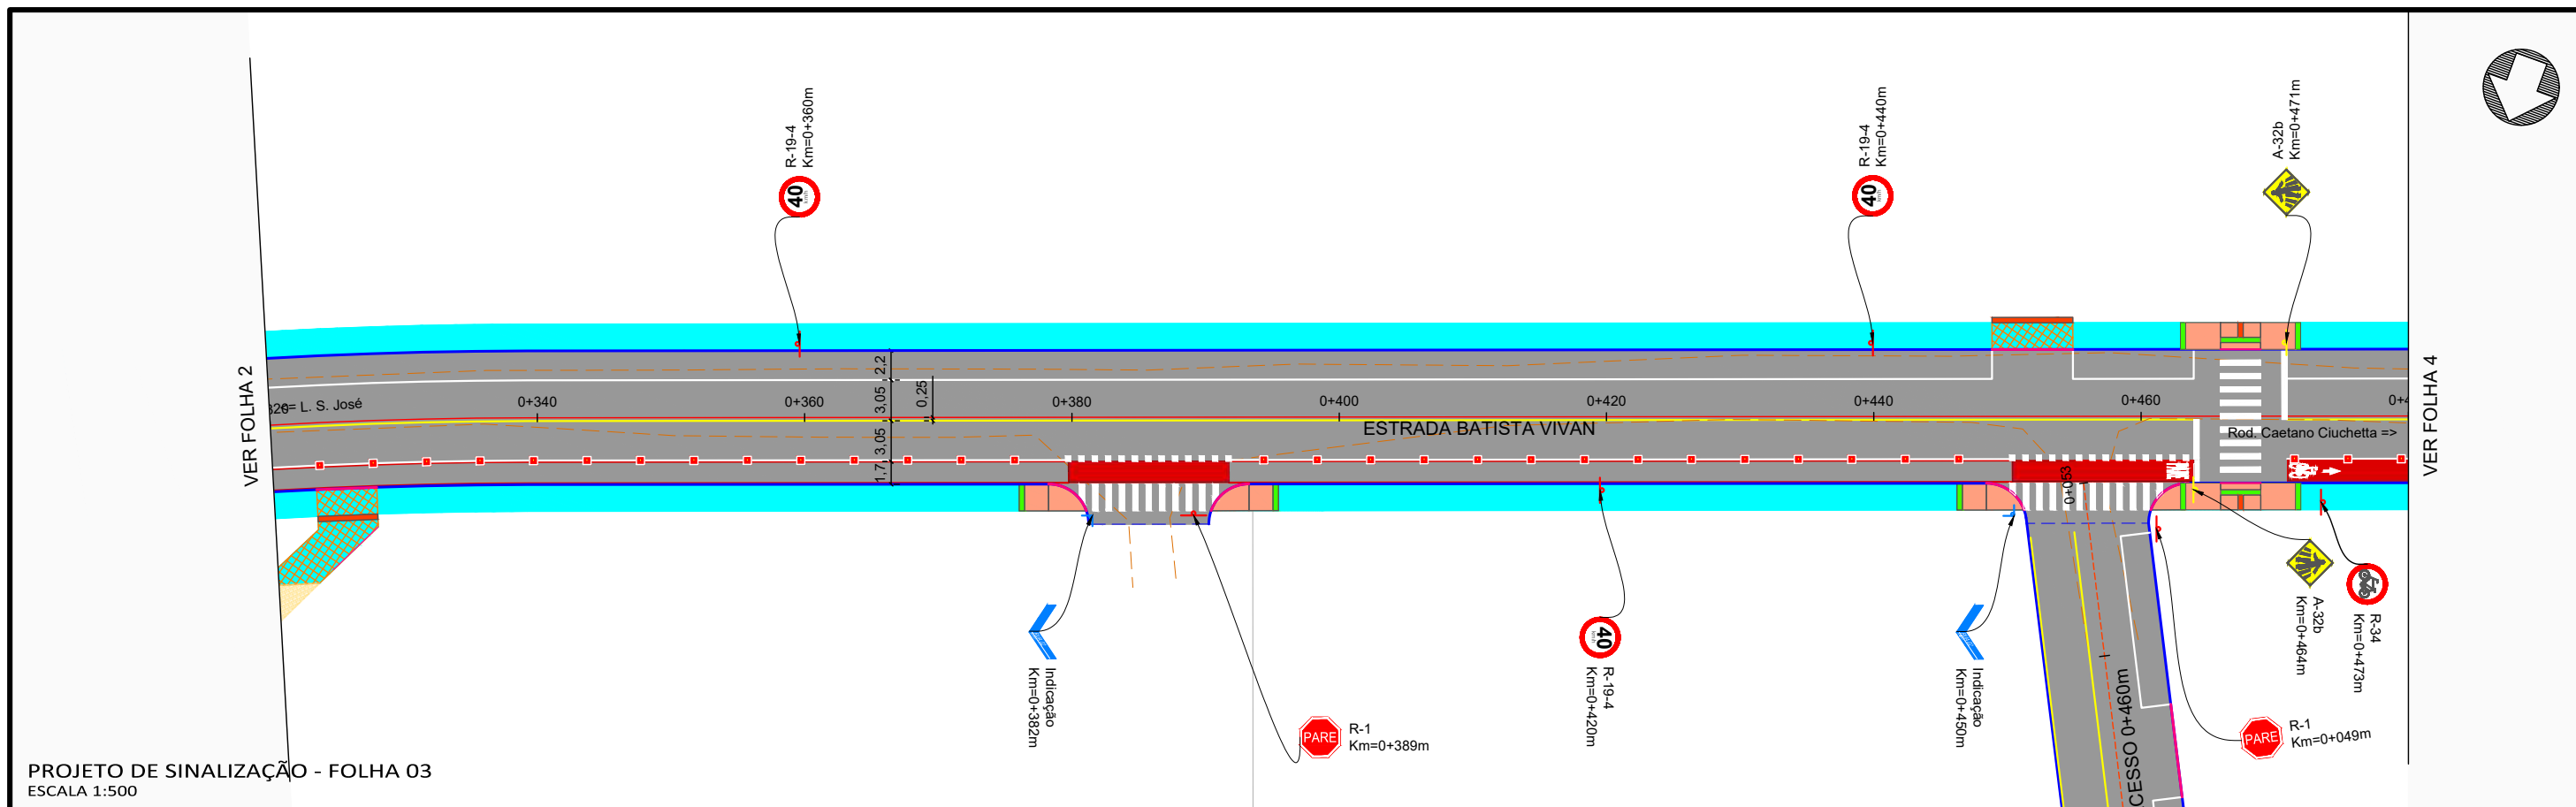 R-19-4
Km=0+360m
40
km/h
R-19-4
Km=0+440m
40
km/h
A-32b
Km=0+471m
VER FOLHA 2
VER FOLHA 4
<= L. S. José
0+340
0+360
0+380
0+400
0+420
0+440
0+460
2,2
3,05
0,25
3,05
1,7
ESTRADA BATISTA VIVAN
Rod. Caetano Ciuchetta =>
0+053
Indicação
Km=0+382m
PARE
R-1
Km=0+389m
40
km/h
R-19-4
Km=0+420m
Indicação
Km=0+450m
A-32b
Km=0+464m
R-34
Km=0+473m
PARE
R-1
Km=0+049m
CESSO 0+460m
PROJETO DE SINALIZAÇÃO - FOLHA 03
ESCALA 1:500